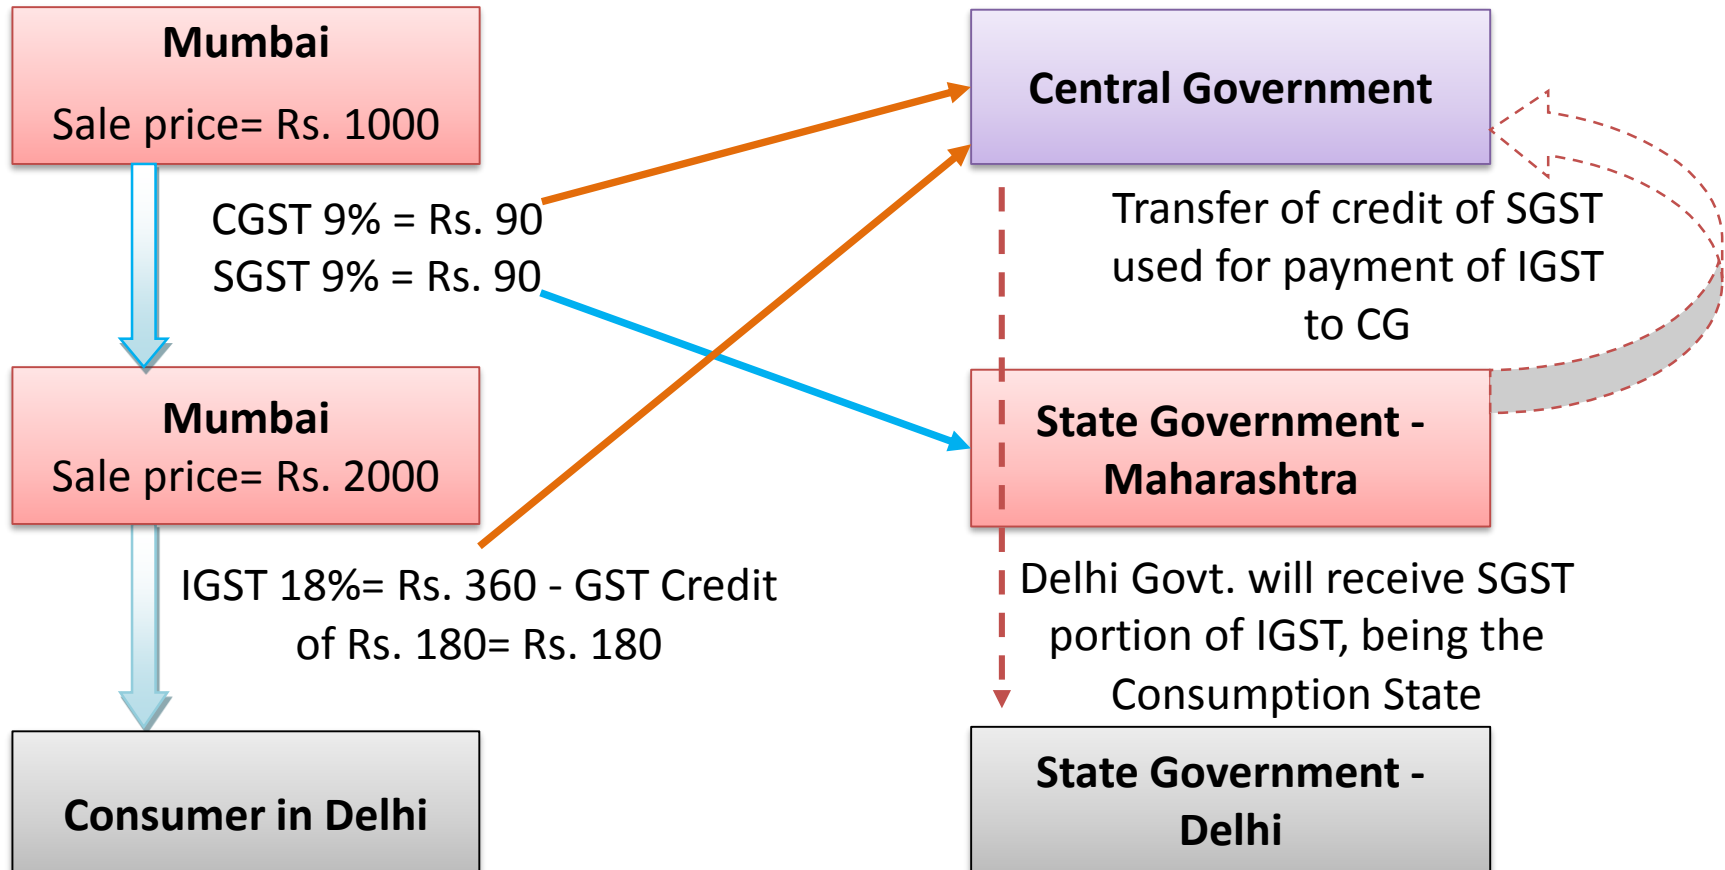 Mumbai
Sale price= Rs. 1000
CGST 9% = Rs. 90
SGST 9% = Rs. 90
Mumbai
Sale price= Rs. 2000
IGST 18%= Rs. 360 - GST Credit
of Rs. 180= Rs. 180
Consumer in Delhi
Central Government
Transfer of credit of SGST
used for payment of IGST
to CG
State Government -
Maharashtra
Delhi Govt. will receive SGST
portion of IGST, being the
Consumption State
State Government -
Delhi